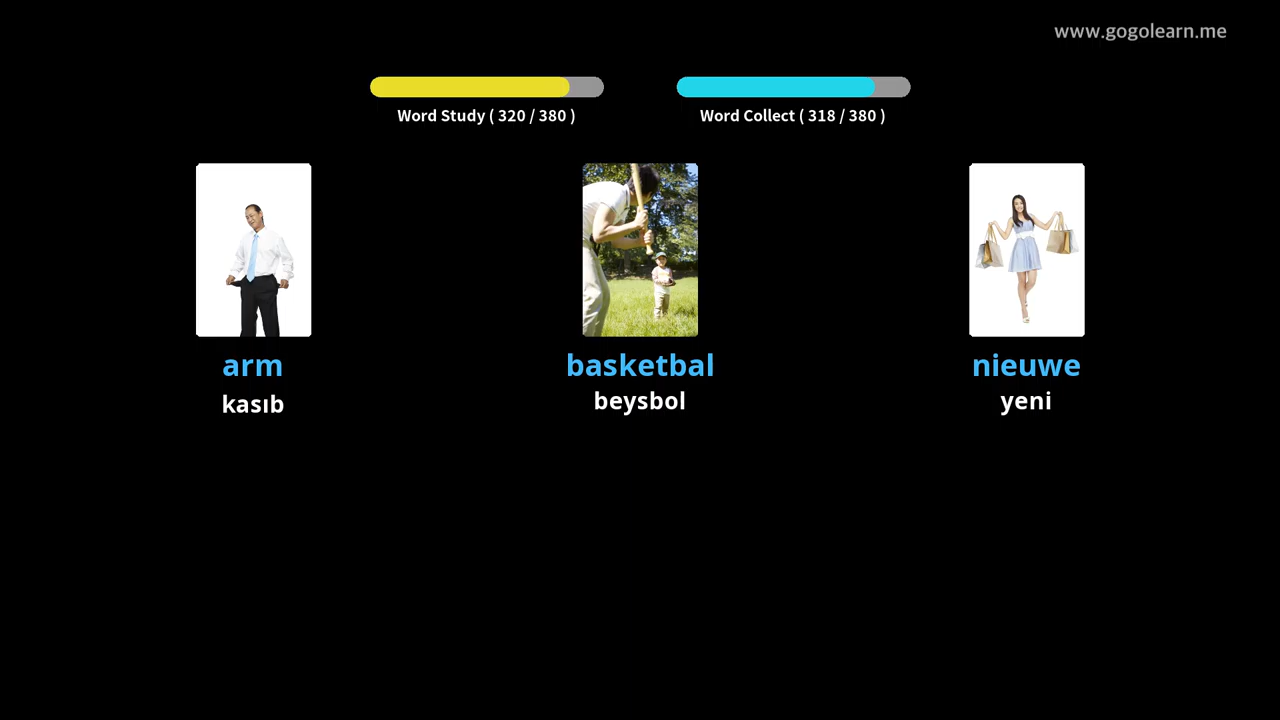 www.gogolearn.me
Word Study ( 320 / 380 )
Word Collect ( 318 / 380 )
arm
basketbal
nieuwe
kasıb
beysbol
yeni